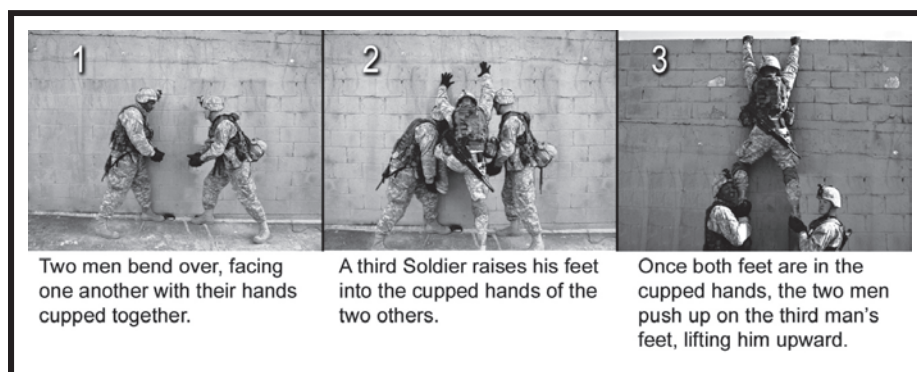 1
2
3
Two men bend over, facing
one another with their hands
cupped together.
A third Soldier raises his feet
into the cupped hands of the
two others.
Once both feet are in the
cupped hands, the two men
push up on the third man's
feet, lifting him upward.